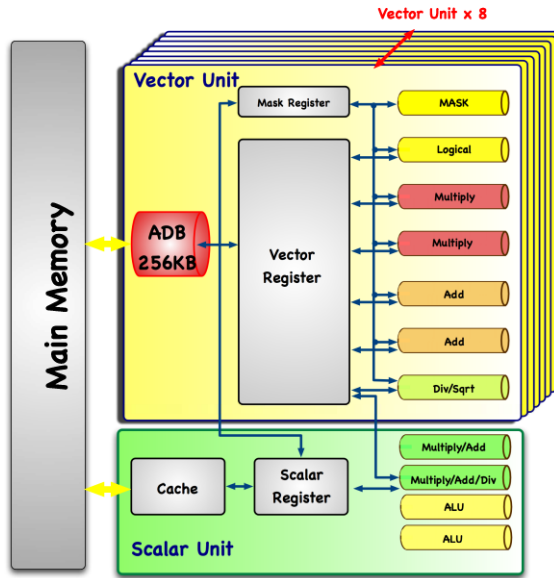 Vector Unit x 8
Main Memory
Vector Unit
Mask Register
MASK
Logical
Multiply
Multiply
ADB
256KB
Vector
Register
Add
Add
Div/Sqrt
Multiply/Add
Cache
Scalar
Register
Multiply/Add/Div
ALU
ALU
Scalar Unit